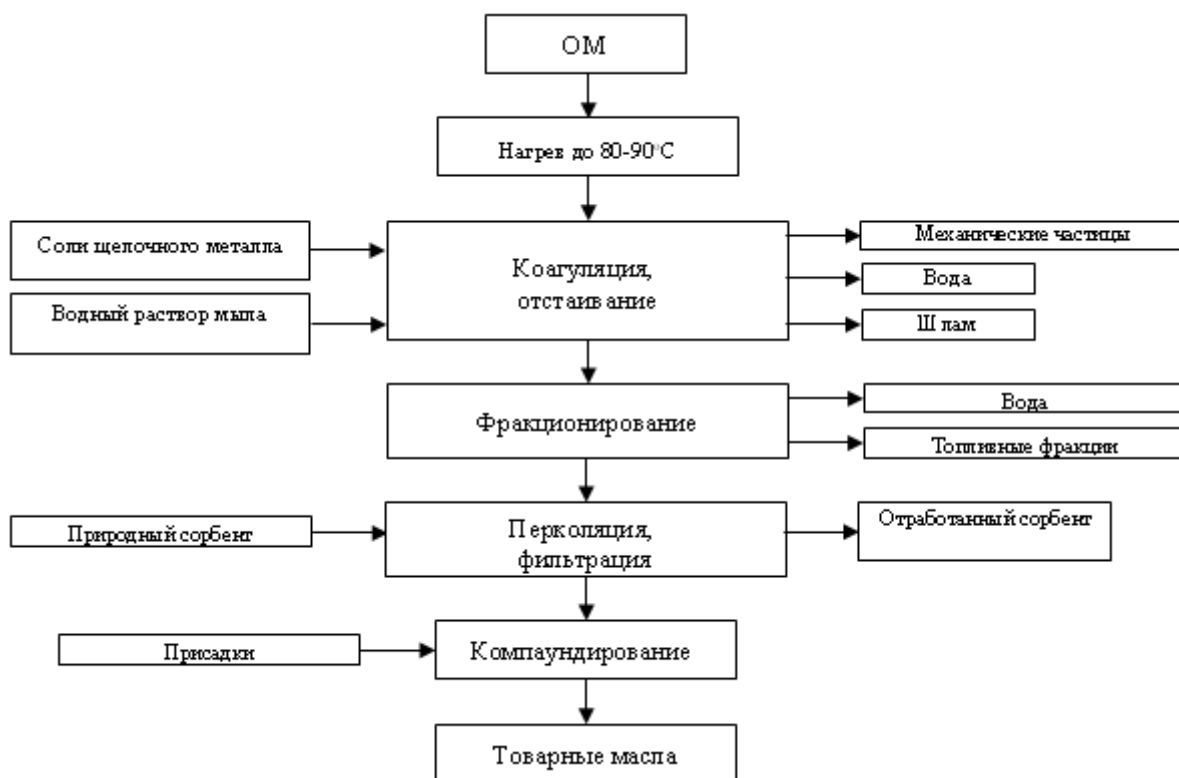 ОМ
Нагрев до 80-90°С
Соли щелочного металла
Водный раствор мыла
Коагуляция,
отстаивание
Механические частицы
Вода
Шлам
Фракционирование
Вода
Топливные фракции
Природный сорбент
Перколяция,
фильтрация
Отработанный сорбент
Присадки
Компаундирование
Товарные масла